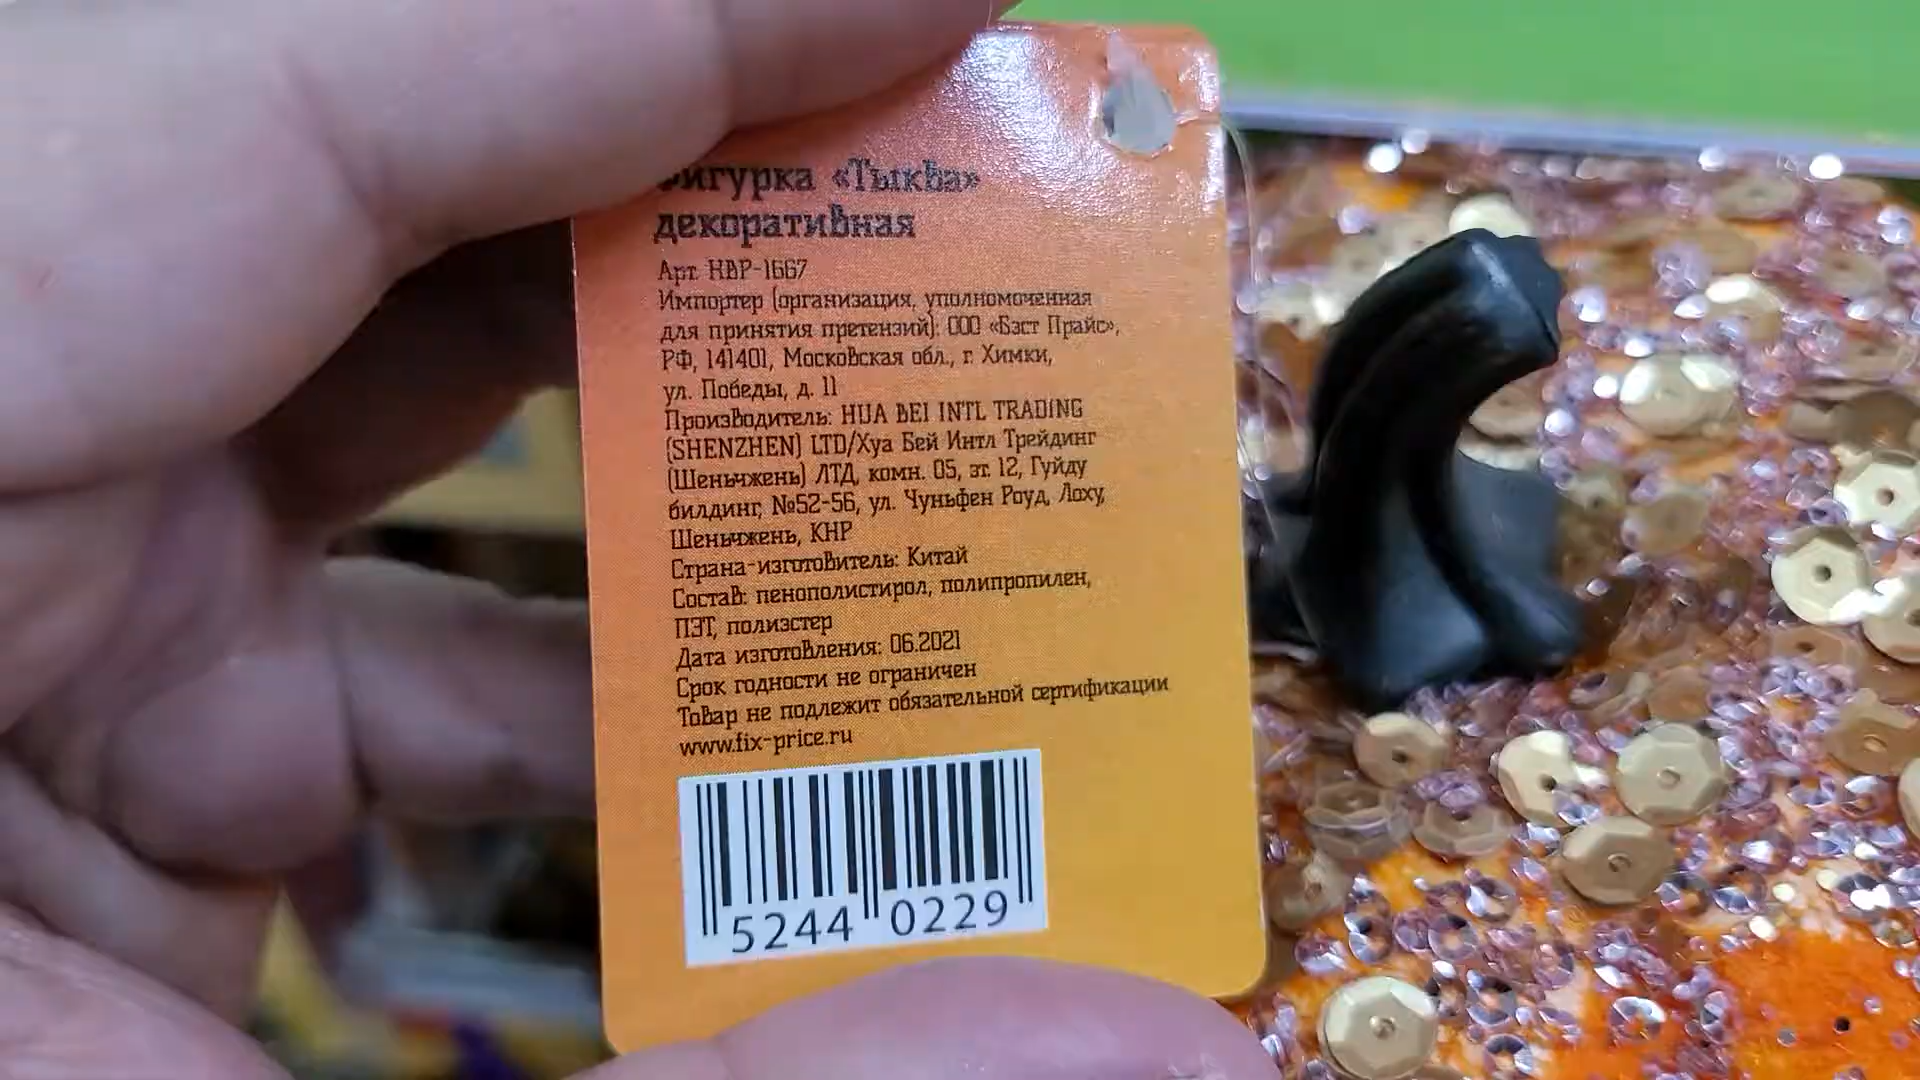 Фигурка «Тыква»
декоративная
Арт. HBP-1667
Импортер (организация, уполномоченная
для принятия претензий): ООО «Бэст Прайс»,
РФ, 141401, Московская обл., г. Химки,
ул. Победы, д. 11
Производитель: HUA BEI INTL TRADING
(SHENZHEN) LTD/Хуа Бей Интл Трейдинг
(Шеньчжень) ЛТД, комн. 05, эт. 12, Гуйду
билдинг, №52-56, ул. Чуньфен Роуд, Лоху,
Шеньчжень, КНР
Страна-изготовитель: Китай
Состав: пенополистирол, полипропилен,
ПЭТ, полиэстер
Дата изготовления: 06.2021
Срок годности не ограничен
Товар не подлежит обязательной сертификации
www.fix-price.ru
5244 0229